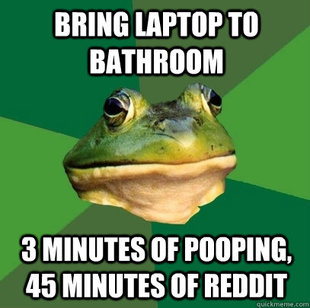 BRING LAPTOP TO
BATHROOM
3 MINUTES OF POOPING,
45 MINUTES OF REDDIT
quickmeme.com